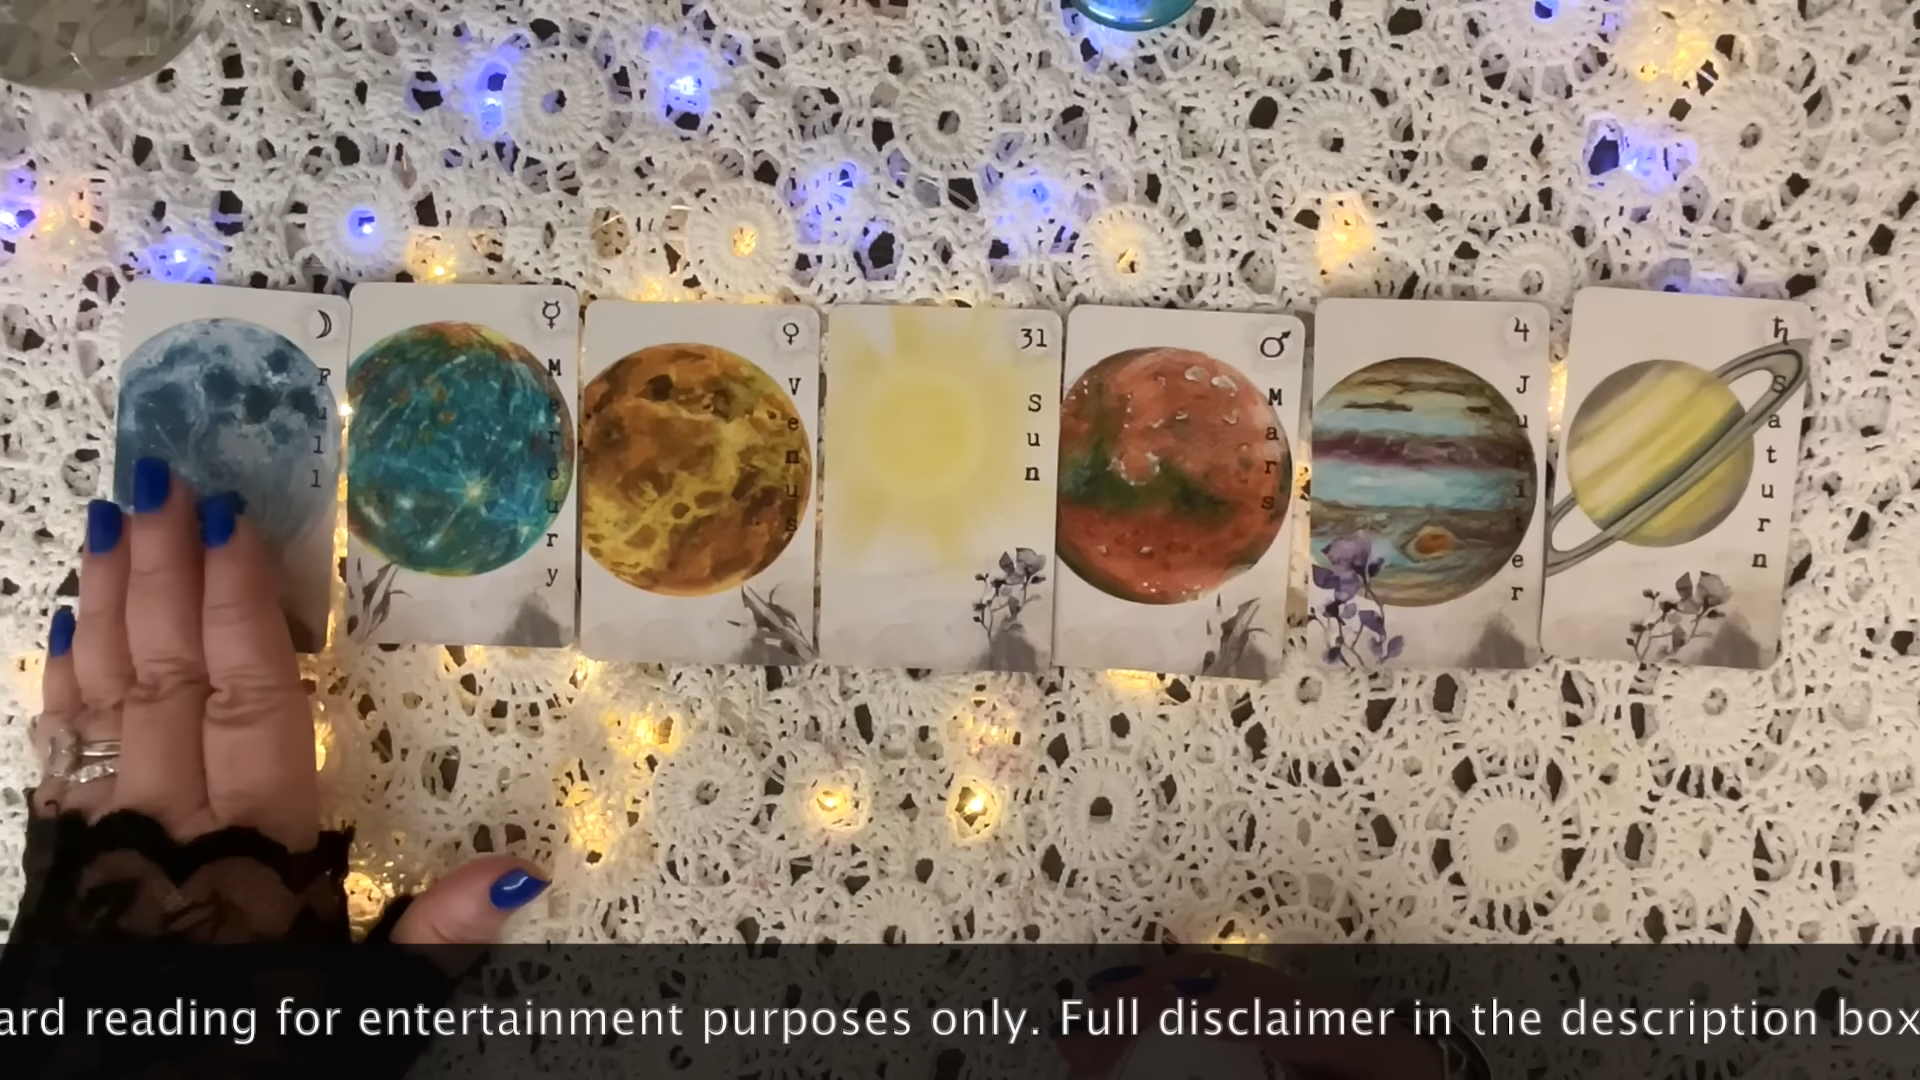 ☽
Full
☿
Mercury
♀
Venus
31
Sun
♂
Mars
♃
Jupiter
♄
Saturn
ard reading for entertainment purposes only. Full disclaimer in the description box